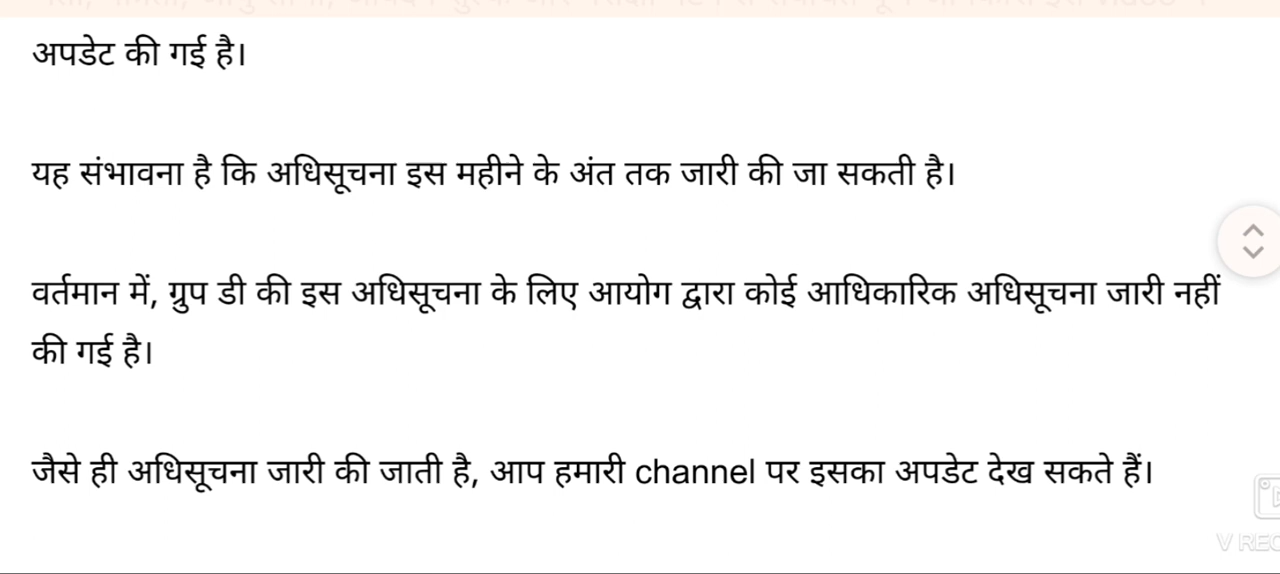 अपडेट की गई है।
यह संभावना है कि अधिसूचना इस महीने के अंत तक जारी की जा सकती है।
वर्तमान में, ग्रुप डी की इस अधिसूचना के लिए आयोग द्वारा कोई आधिकारिक अधिसूचना जारी नहीं
की गई है।
जैसे ही अधिसूचना जारी की जाती है, आप हमारी channel पर इसका अपडेट देख सकते हैं।
V REC